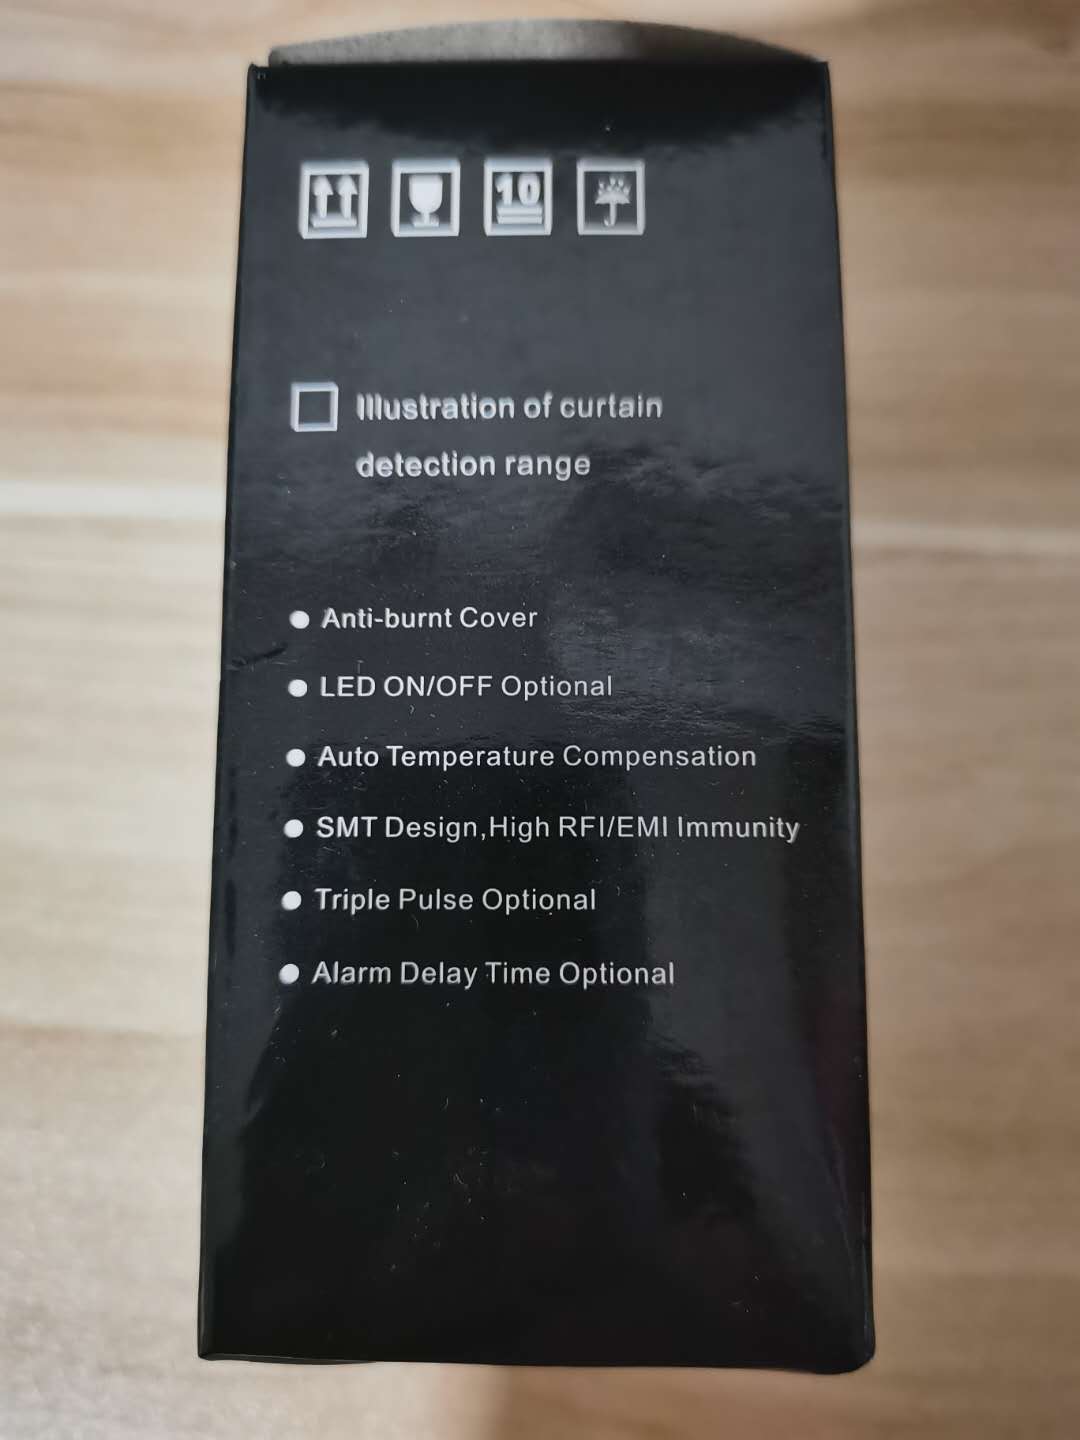 10
Illustration of curtain
detection range
Anti-burnt Cover
LED ON/OFF Optional
Auto Temperature Compensation
SMT Design,High RFI/EMI Immunity
Triple Pulse Optional
Alarm Delay Time Optional